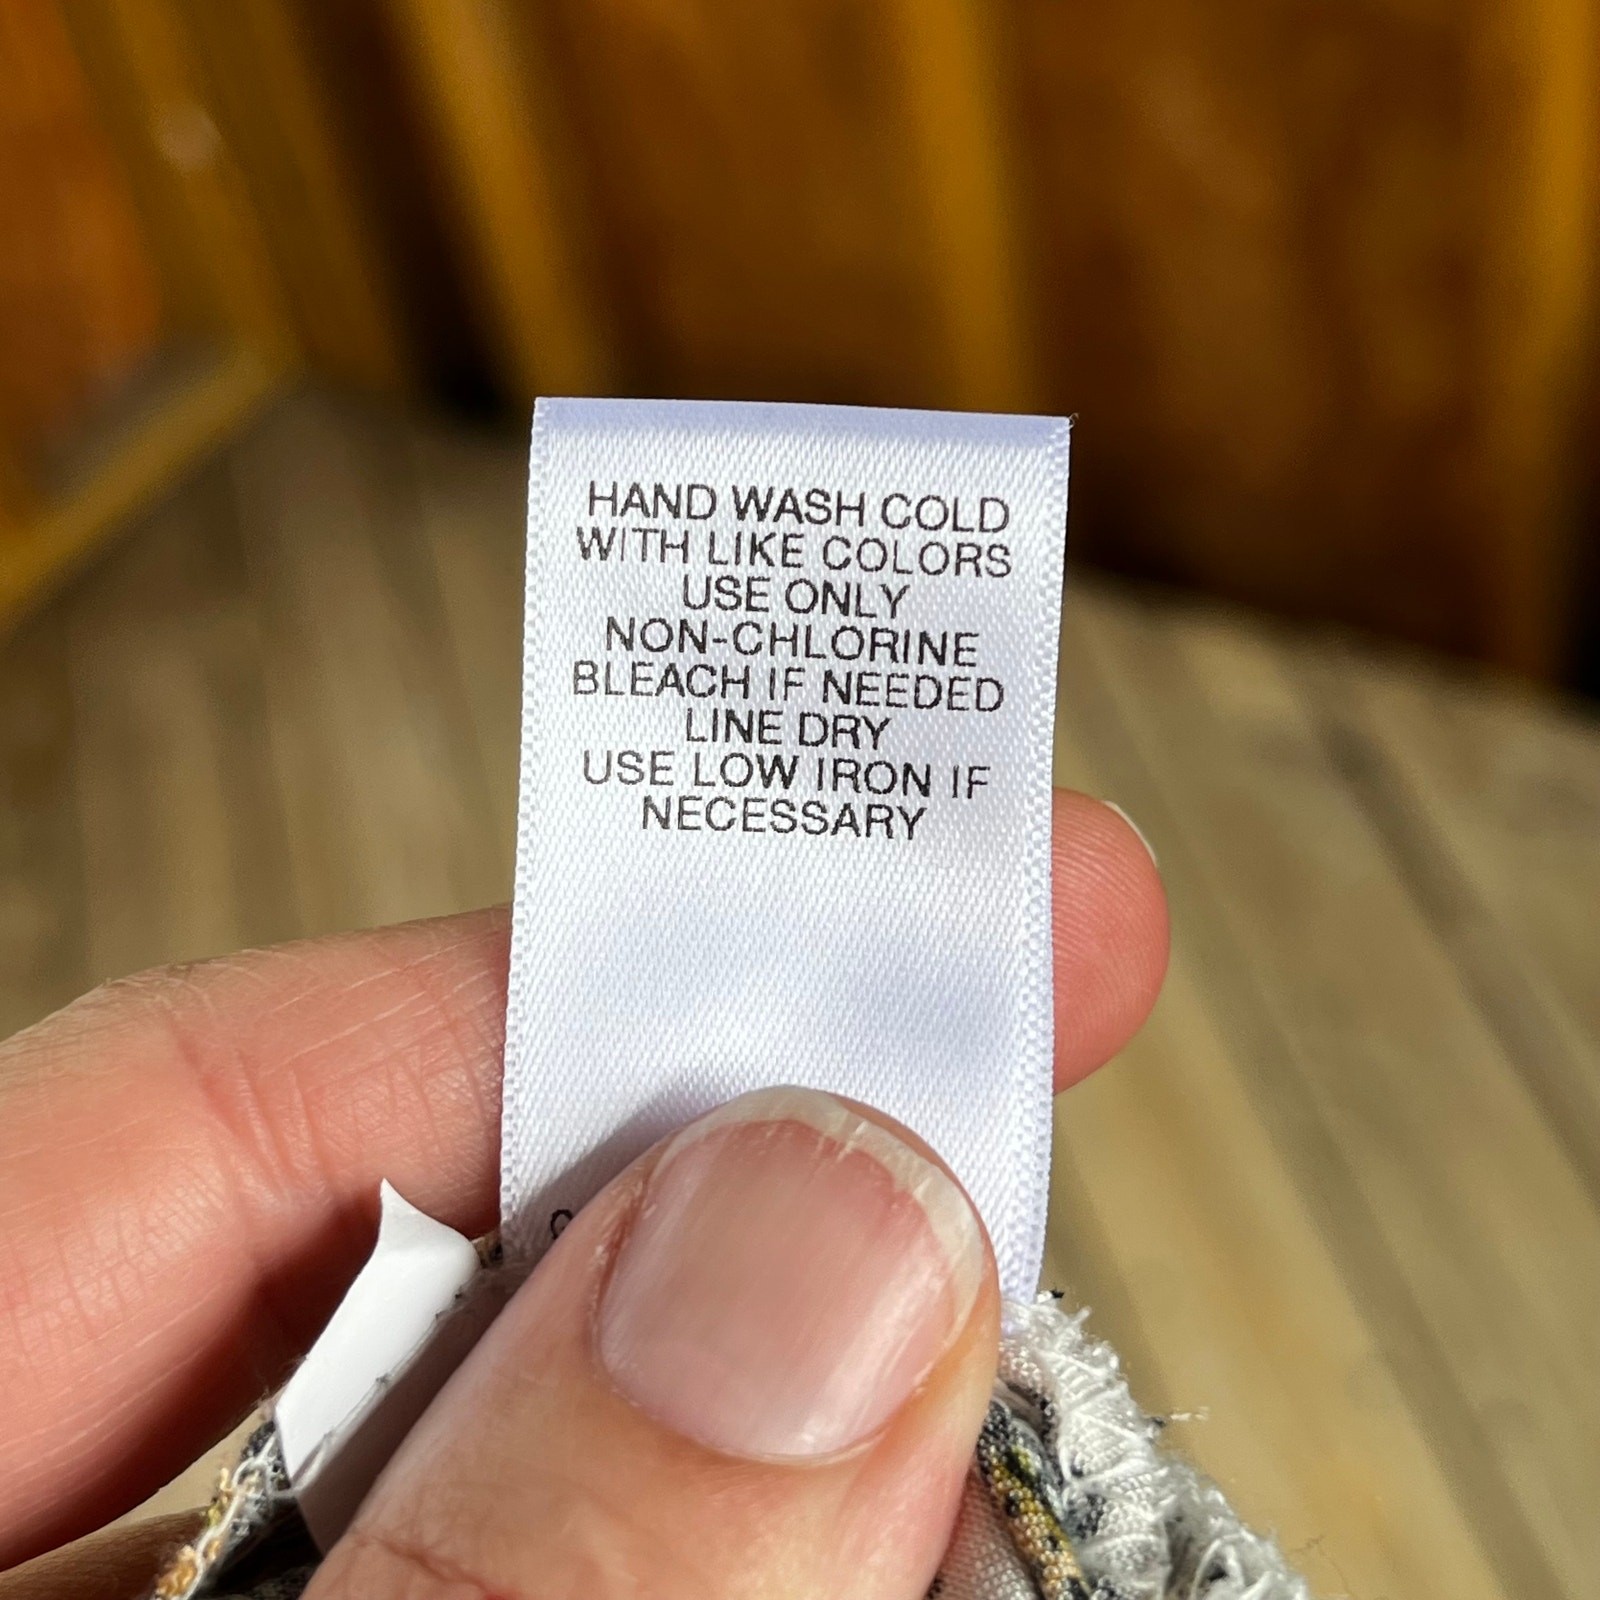 HAND WASH COLD
WITH LIKE COLORS
USE ONLY
NON-CHLORINE
BLEACH IF NEEDED
LINE DRY
USE LOW IRON IF
NECESSARY